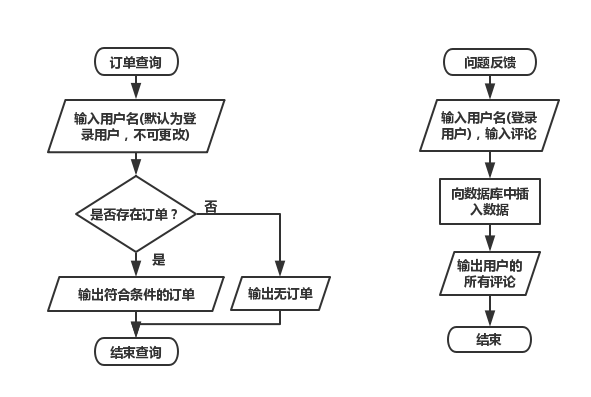 订单查询
输入用户名(默认为登
录用户，不可更改)
是否存在订单？
否
是
输出符合条件的订单
输出无订单
结束查询
问题反馈
输入用户名(登录
用户)，输入评论
向数据库中插
入数据
输出用户的
所有评论
结束